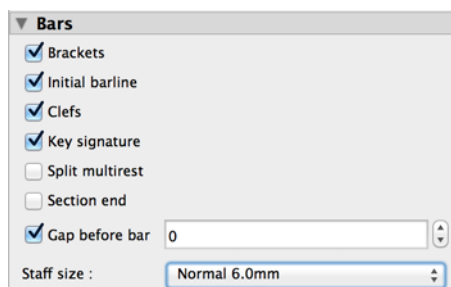 Bars
Brackets
Initial barline
Clefs
Key signature
Split multirest
Section end
Gap before bar 0
Staff size : Normal 6.0mm